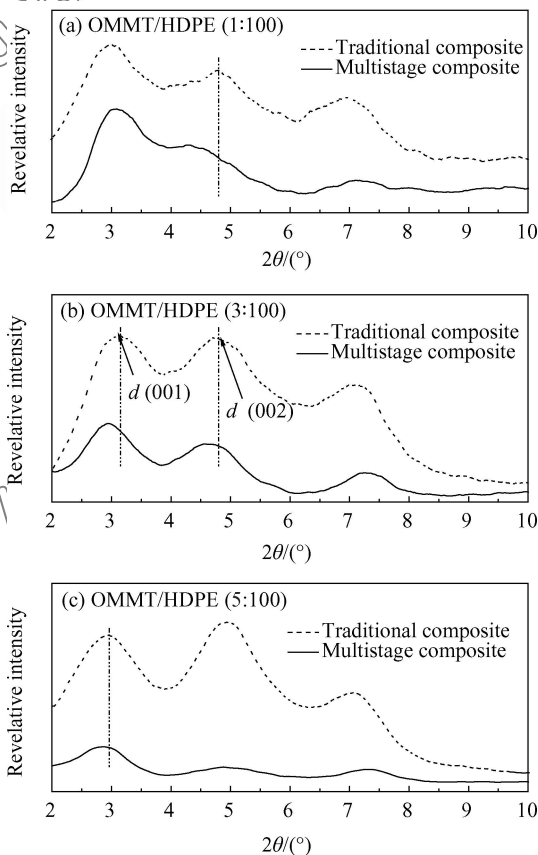 (a) OMMT/HDPE (1:100)
Traditional composite
Multistage composite
Revelative intensity
2 3 4 5 6 7 8 9 10
2θ/(°)
(b) OMMT/HDPE (3:100)
Traditional composite
Multistage composite
d (001)
d (002)
Revelative intensity
2 3 4 5 6 7 8 9 10
2θ/(°)
(c) OMMT/HDPE (5:100)
Traditional composite
Multistage composite
Revelative intensity
2 3 4 5 6 7 8 9 10
2θ/(°)